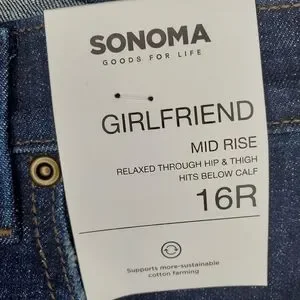 SONOMA
GOODS FOR LIFE
GIRLFRIEND
MID RISE
RELAXED THROUGH HIP & THIGH
HITS BELOW CALF
16R
Supports more-sustainable
cotton farming